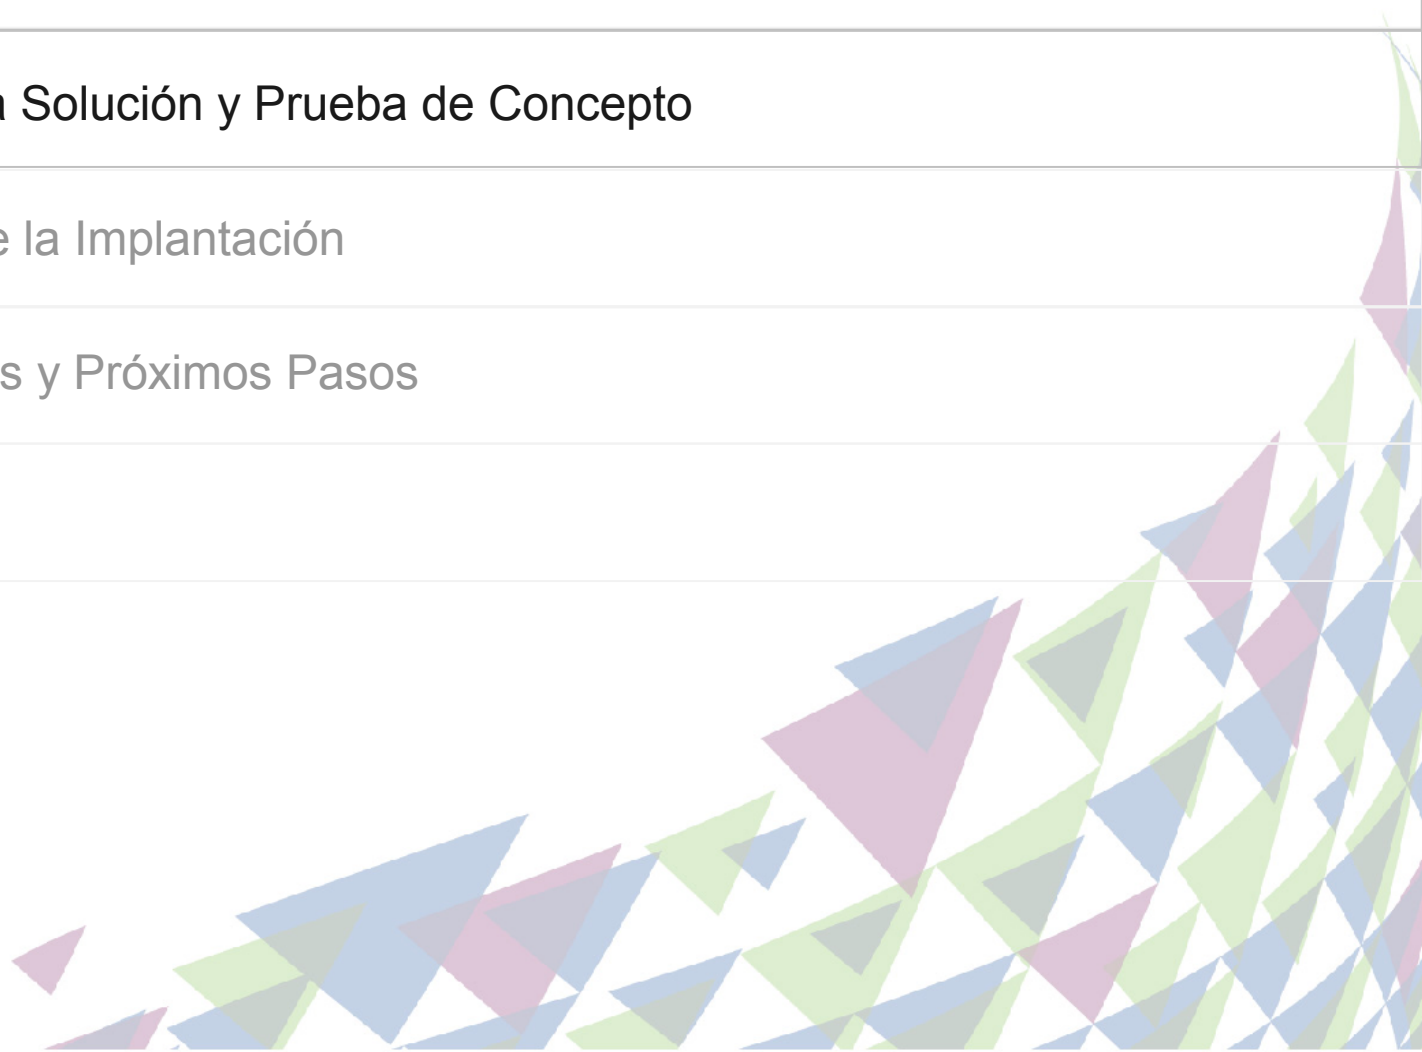 a Solución y Prueba de Concepto
e la Implantación
s y Próximos Pasos